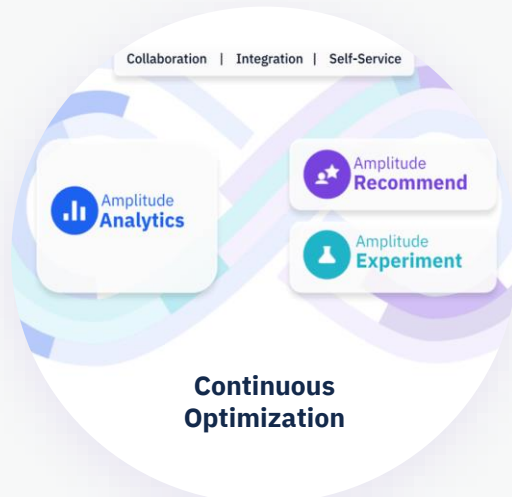 Collaboration | Integration | Self-Service
Amplitude
Analytics
Amplitude
Recommend
Amplitude
Experiment
Continuous
Optimization